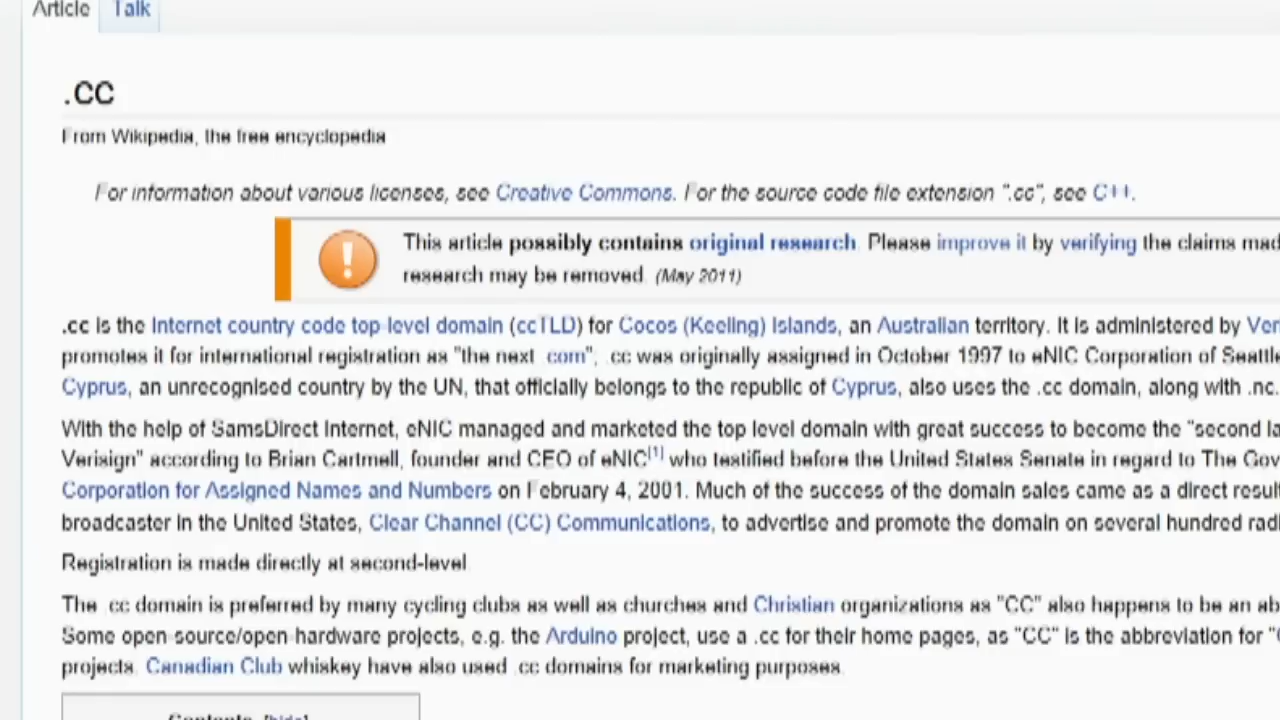 Article Talk
.cc
From Wikipedia, the free encyclopedia
For information about various licenses, see Creative Commons. For the source code file extension ".cc", see C++.
This article possibly contains original research. Please improve it by verifying the claims mad
research may be removed. (May 2011)
.cc is the Internet country code top-level domain (ccTLD) for Cocos (Keeling) Islands, an Australian territory. It is administered by Ver
promotes it for international registration as "the next .com"; .cc was originally assigned in October 1997 to eNIC Corporation of Seattle
Cyprus, an unrecognised country by the UN, that officially belongs to the republic of Cyprus, also uses the .cc domain, along with .nc.
With the help of SamsDirect Internet, eNIC managed and marketed the top level domain with great success to become the "second la
Verisign" according to Brian Cartmell, founder and CEO of eNIC[1] who testified before the United States Senate in regard to The Gov
Corporation for Assigned Names and Numbers on February 4, 2001. Much of the success of the domain sales came as a direct result
broadcaster in the United States, Clear Channel (CC) Communications, to advertise and promote the domain on several hundred radi
Registration is made directly at second-level.
The .cc domain is preferred by many cycling clubs as well as churches and Christian organizations as "CC" also happens to be an ab
Some open-source/open-hardware projects, e.g. the Arduino project, use a .cc for their home pages, as "CC" is the abbreviation for "C
projects. Canadian Club whiskey have also used .cc domains for marketing purposes.
Contents [hide]